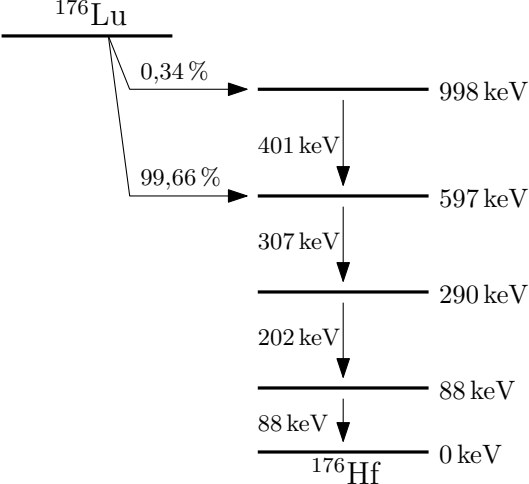 ¹⁷⁶Lu
0,34 %
998 keV
401 keV
99,66 %
597 keV
307 keV
290 keV
202 keV
88 keV
88 keV
0 keV
¹⁷⁶Hf